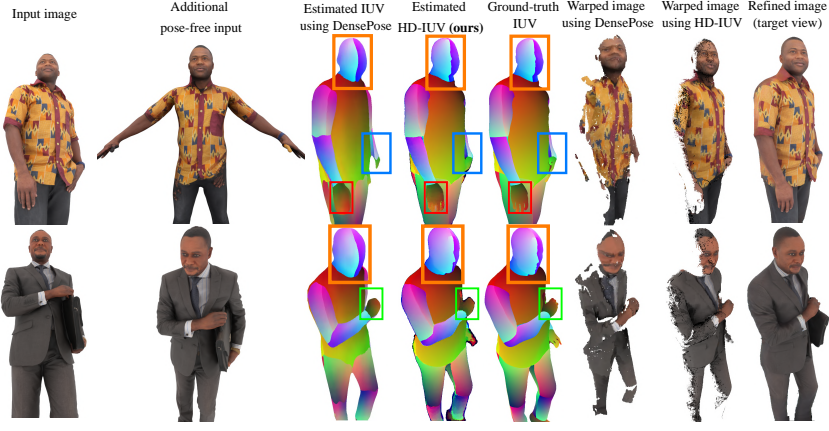 Input image
Additional
pose-free input
Estimated IUV
using DensePose
Estimated
HD-IUV (ours)
Ground-truth
IUV
Warped image
using DensePose
Warped image
using HD-IUV
Refined image
(target view)